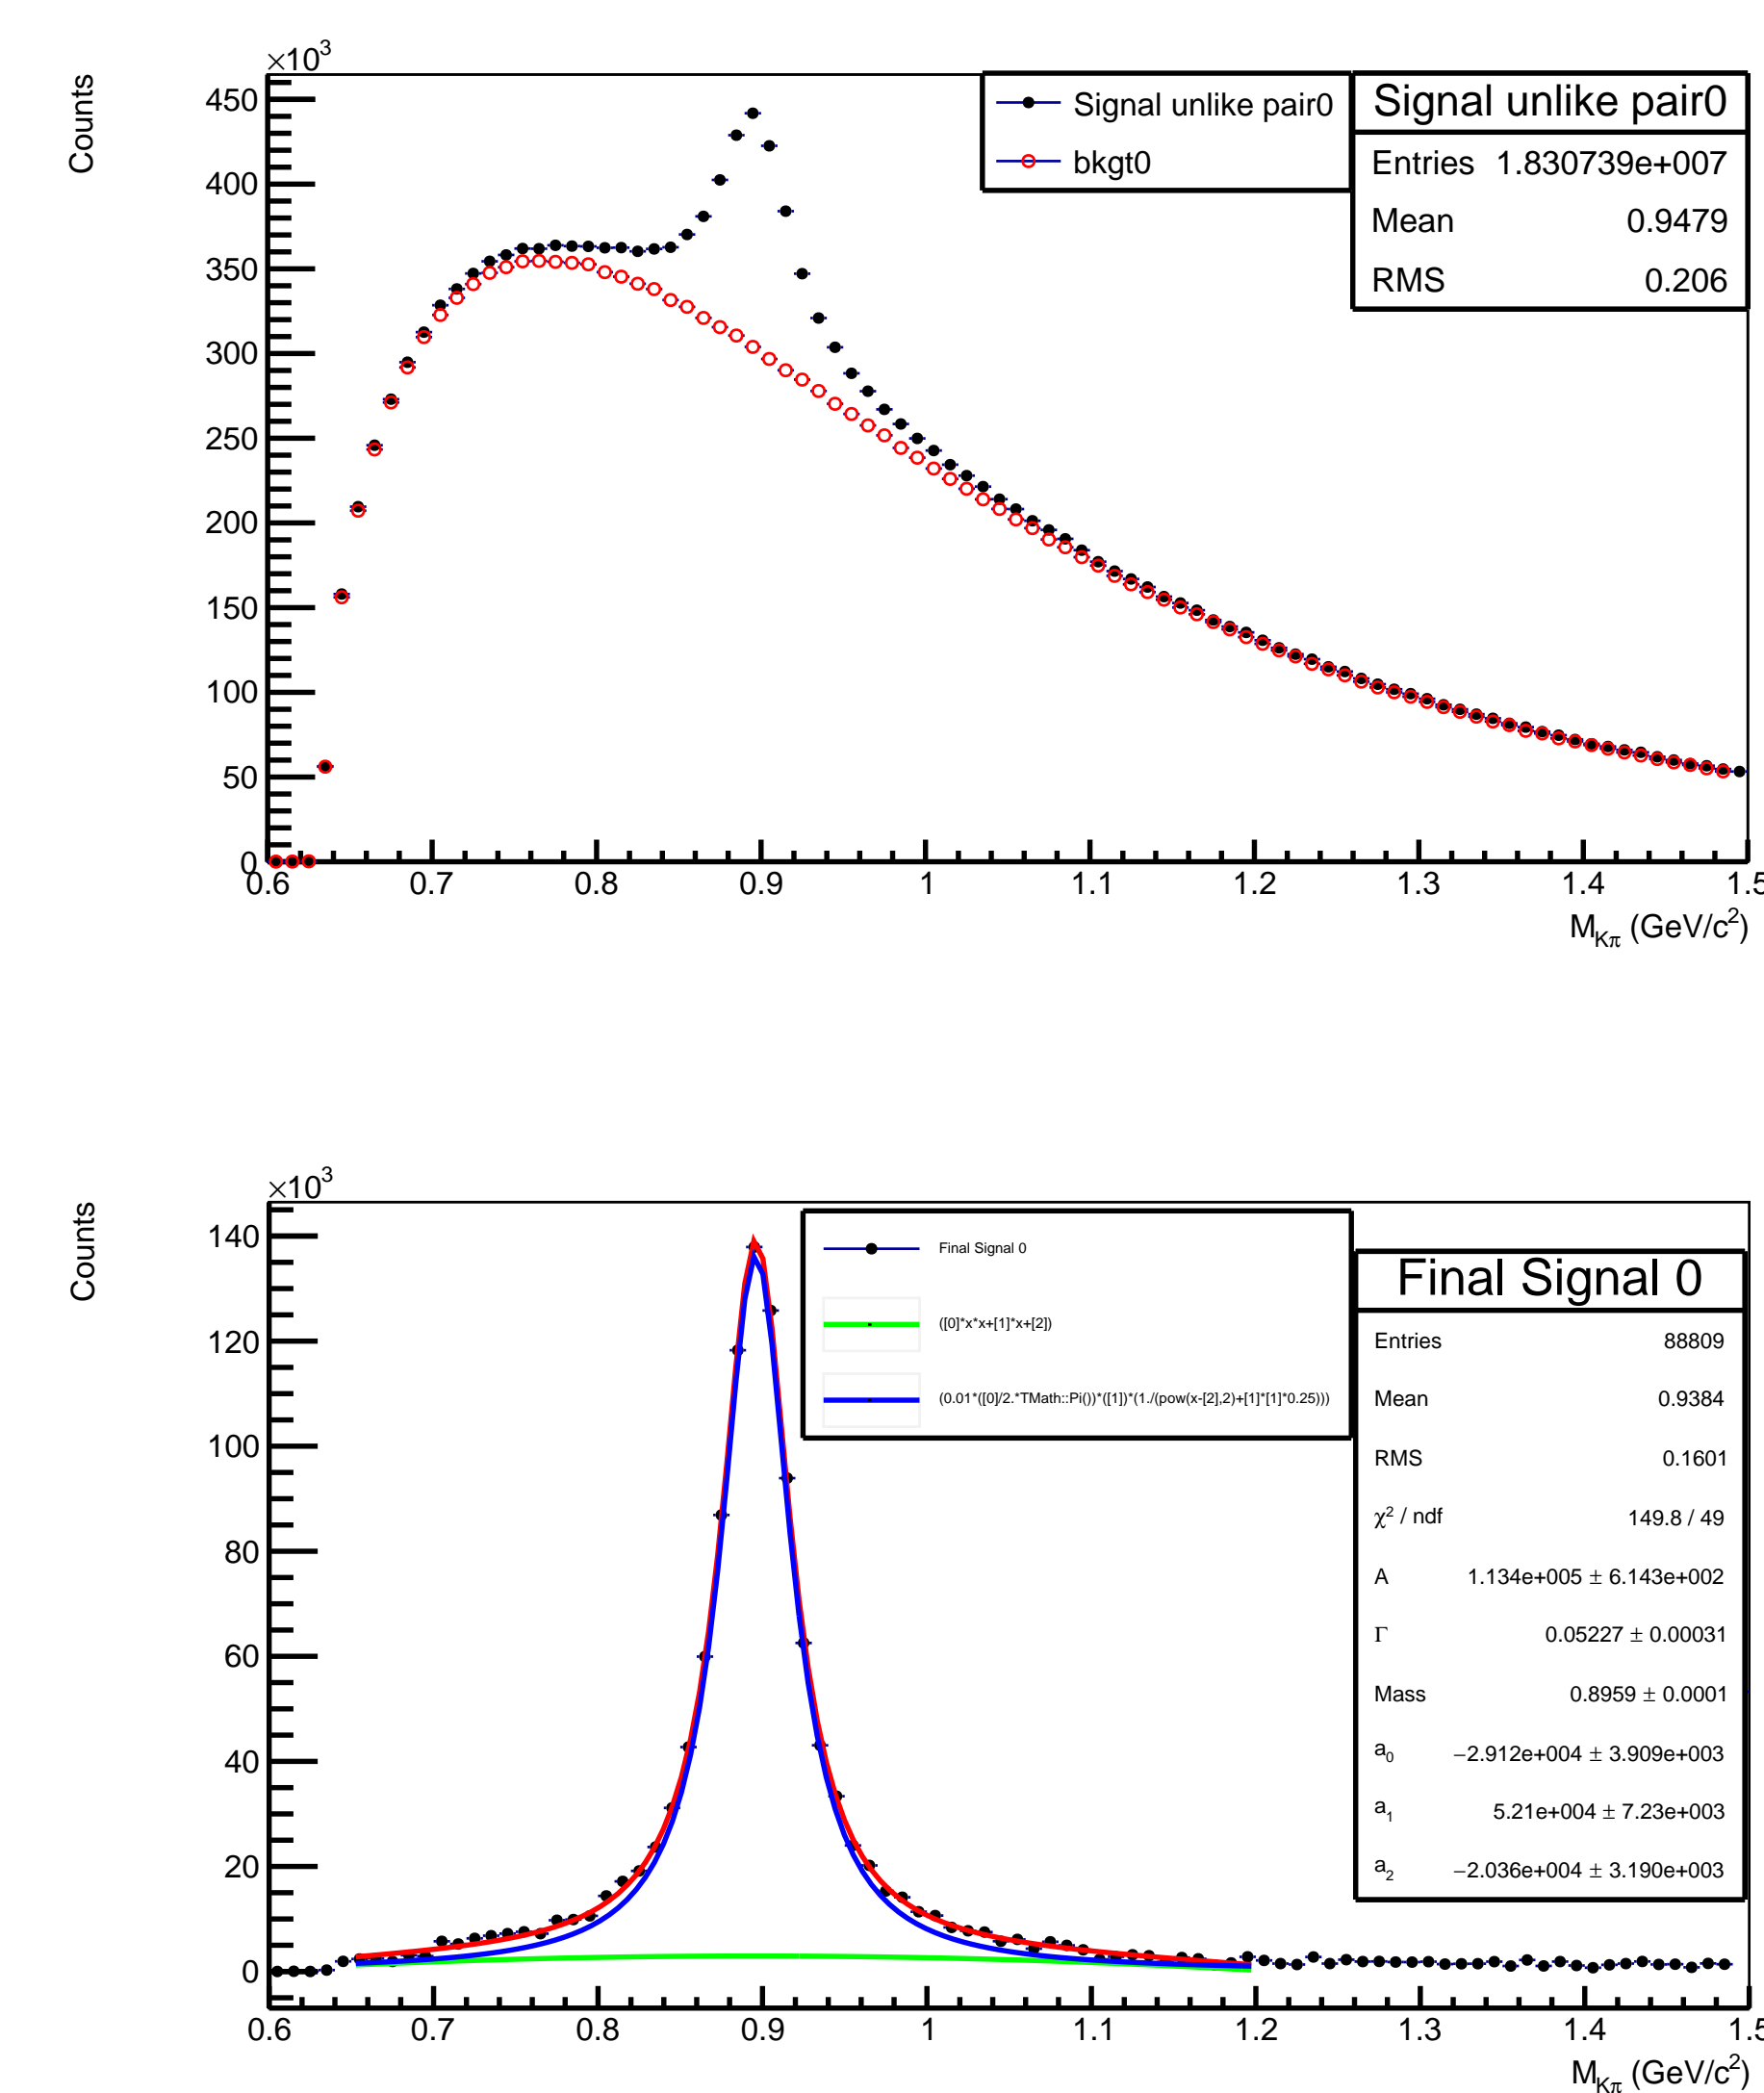 ×10³
Counts
450
400
350
300
250
200
150
100
50
0
0.6 0.7 0.8 0.9 1 1.1 1.2 1.3 1.4 1.5
M_Kπ (GeV/c²)
Signal unlike pair0
bkgt0
Signal unlike pair0
Entries 1.830739e+007
Mean 0.9479
RMS 0.206
×10³
Counts
140
120
100
80
60
40
20
0
0.6 0.7 0.8 0.9 1 1.1 1.2 1.3 1.4 1.5
M_Kπ (GeV/c²)
Final Signal 0
([0]*x*x+[1]*x+[2])
(0.01*([0]/2.*TMath::Pi())*([1])*(1./(pow(x-[2],2)+[1]*[1]*0.25)))
Final Signal 0
Entries 88809
Mean 0.9384
RMS 0.1601
χ² / ndf 149.8 / 49
A 1.134e+005 ± 6.143e+002
Γ 0.05227 ± 0.00031
Mass 0.8959 ± 0.0001
a₀ −2.912e+004 ± 3.909e+003
a₁ 5.21e+004 ± 7.23e+003
a₂ −2.036e+004 ± 3.190e+003